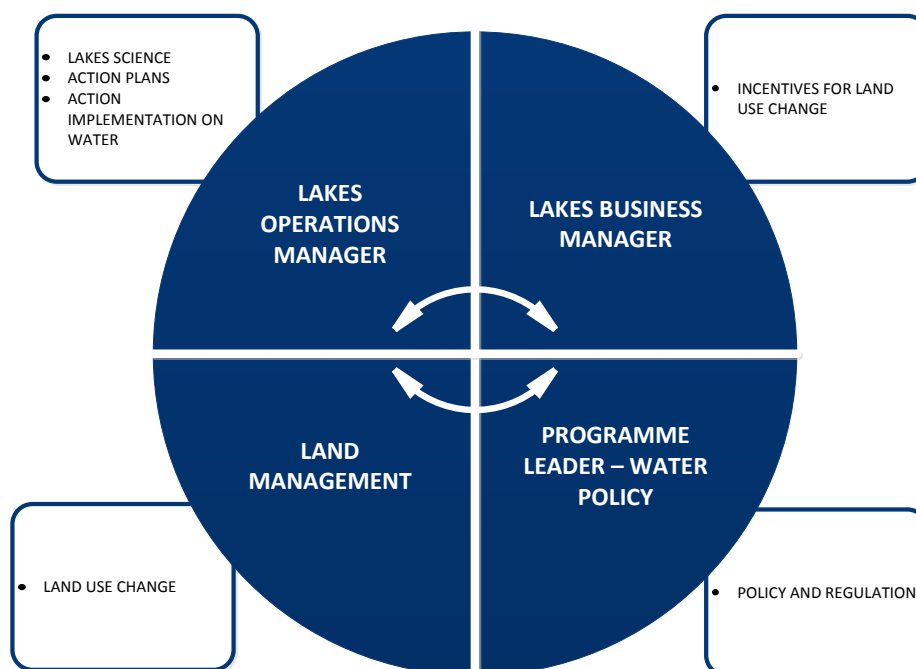 • LAKES SCIENCE
• ACTION PLANS
• ACTION
IMPLEMENTATION ON
WATER
• INCENTIVES FOR LAND
USE CHANGE
LAKES
OPERATIONS
MANAGER
LAKES BUSINESS
MANAGER
LAND
MANAGEMENT
PROGRAMME
LEADER – WATER
POLICY
• LAND USE CHANGE
• POLICY AND REGULATION